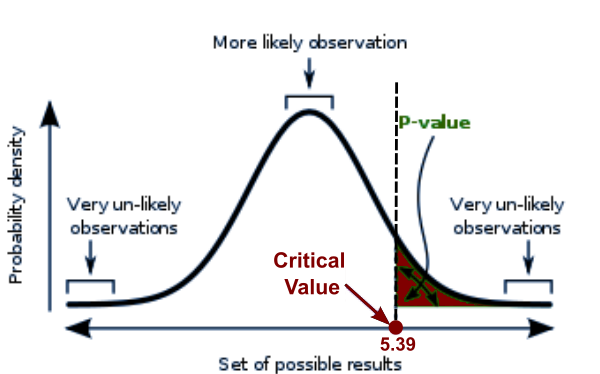 More likely observation
P-value
Probability density
Very un-likely
observations
Very un-likely
observations
Critical
Value
5.39
Set of possible results